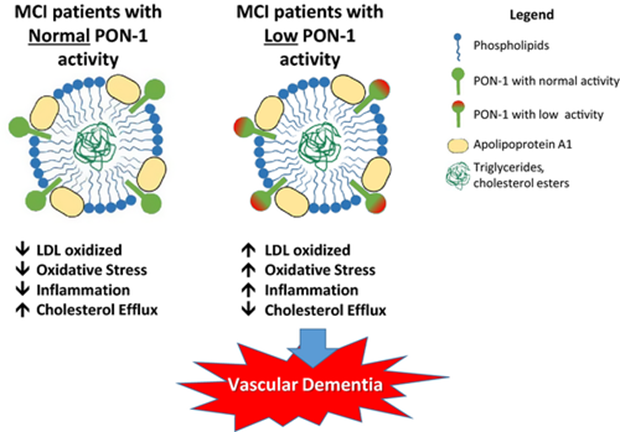 MCI patients with
Normal PON-1
activity
MCI patients with
Low PON-1
activity
Legend
Phospholipids
PON-1 with normal activity
PON-1 with low activity
Apolipoprotein A1
Triglycerides,
cholesterol esters
↓ LDL oxidized
↓ Oxidative Stress
↓ Inflammation
↑ Cholesterol Efflux
↑ LDL oxidized
↑ Oxidative Stress
↑ Inflammation
↓ Cholesterol Efflux
Vascular Dementia